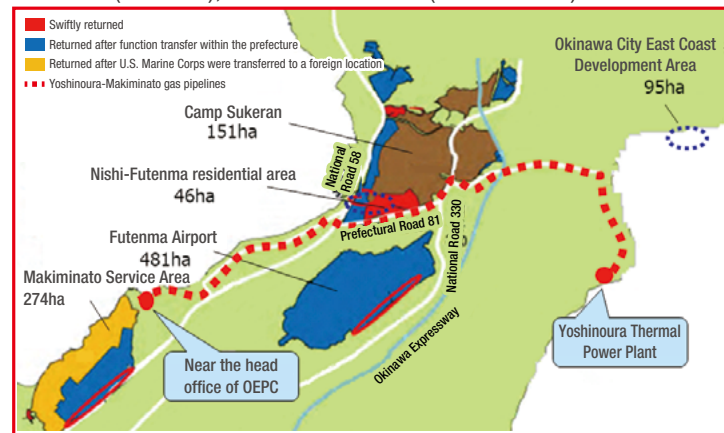 Swiftly returned
Returned after function transfer within the prefecture
Returned after U.S. Marine Corps were transferred to a foreign location
Yoshinoura-Makiminato gas pipelines
Okinawa City East Coast
Development Area
95ha
Camp Sukeran
151ha
National
Road 58
Nishi-Futenma residential area
46ha
Prefectural Road 81
National Road 330
Futenma Airport
481ha
Makiminato Service Area
274ha
Okinawa Expressway
Near the head
office of OEPC
Yoshinoura Thermal
Power Plant